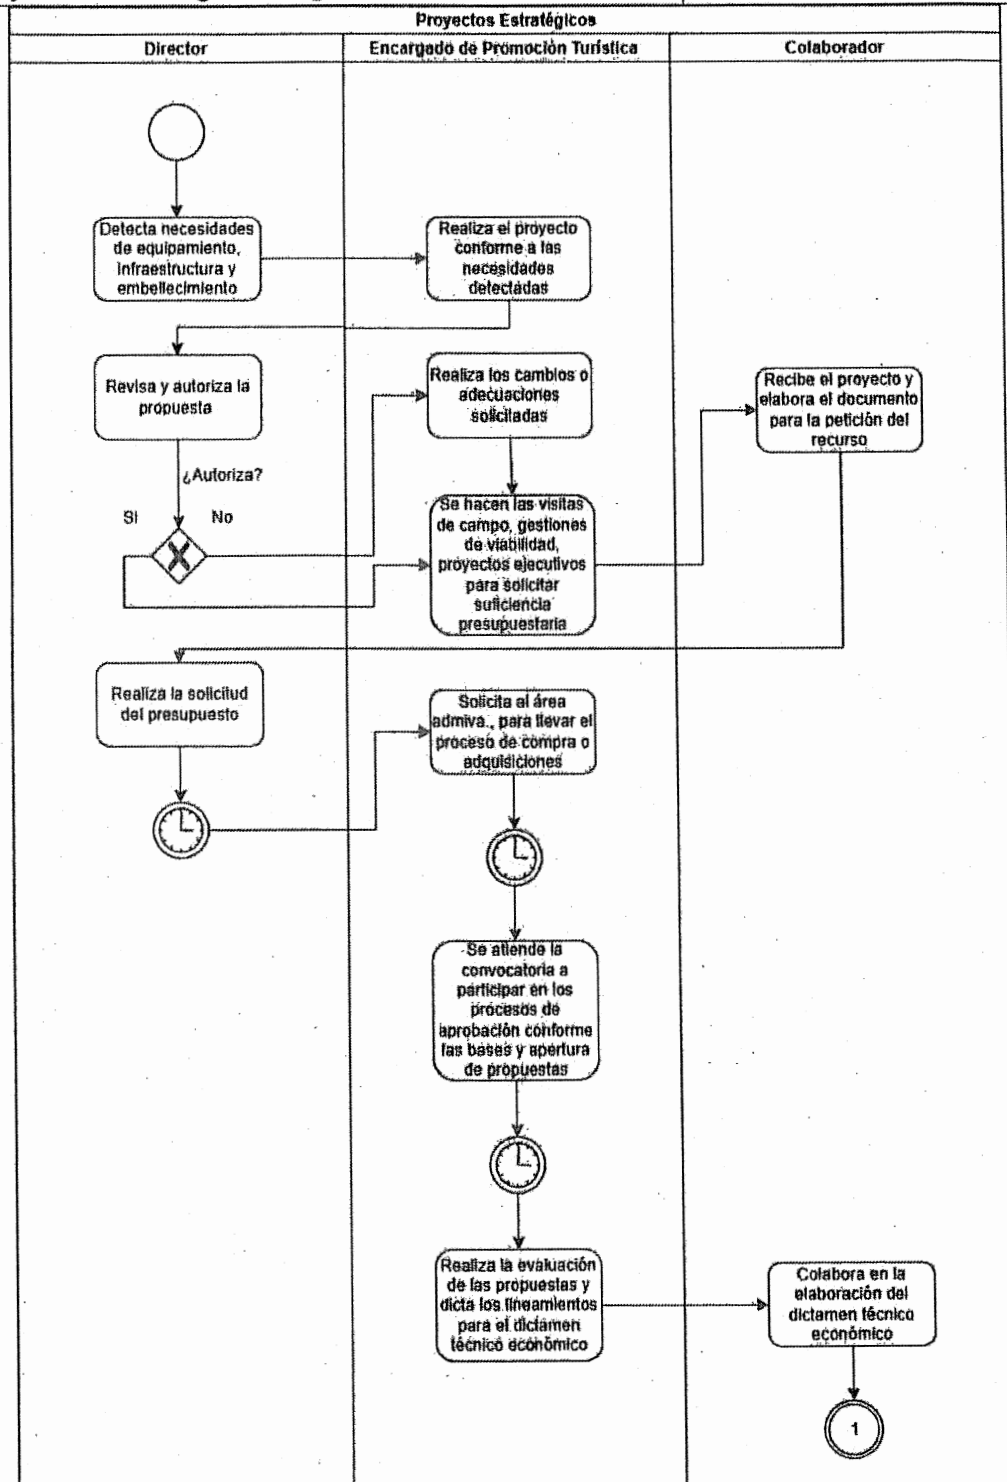 Proyectos Estratégicos
Director
Encargado de Promoción Turística
Colaborador
Detecta necesidades
de equipamiento,
infraestructura y
embellecimiento
Realiza el proyecto
conforme a las
necesidades
detectadas
Revisa y autoriza la
propuesta
Realiza los cambios o
adecuaciones
solicitadas
Recibe el proyecto y
elabora el documento
para la petición del
recurso
¿Autoriza?
Si
No
Se hacen las visitas
de campo, gestiones
de viabilidad,
proyectos ejecutivos
para solicitar
suficiencia
presupuestaria
Realiza la solicitud
del presupuesto
Solicita al área
admiva., para llevar el
proceso de compra o
adquisiciones
Se atiende la
convocatoria a
participar en los
procesos de
aprobación conforme
las bases y apertura
de propuestas
Realiza la evaluación
de las propuestas y
dicta los lineamientos
para el dictamen
técnico económico
Colabora en la
elaboración del
dictamen técnico
económico
1